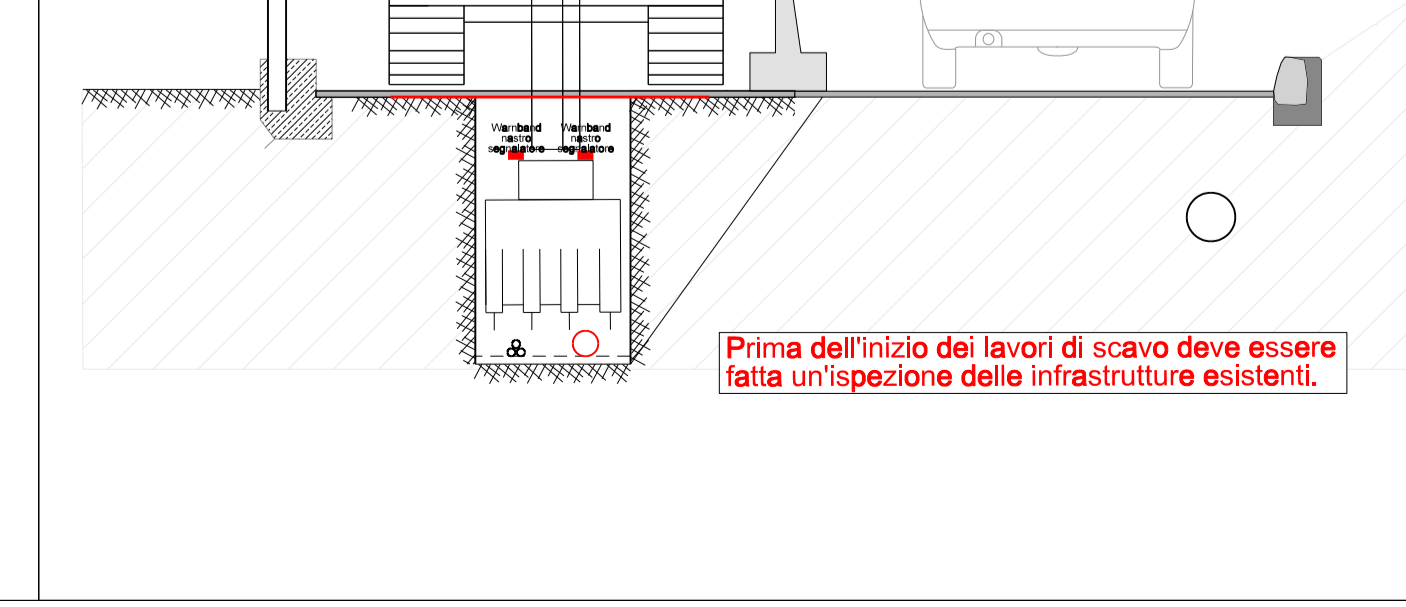 Warnband
nastro
segnalatore
Warnband
nastro
segnalatore
Prima dell'inizio dei lavori di scavo deve essere
fatta un'ispezione delle infrastrutture esistenti.